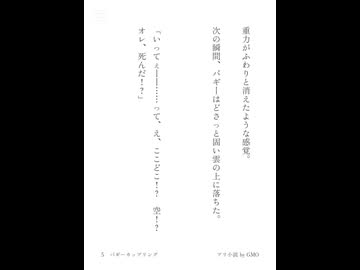 重力がふわりと消えたような感覚。
次の瞬間、バギーはどさっと固い雲の上に落ちた。
「いってぇーー……って、え、ここどこ!? 空!?
オレ、死んだ!?」
5 バギーカップリング
アリ小説 by GMO